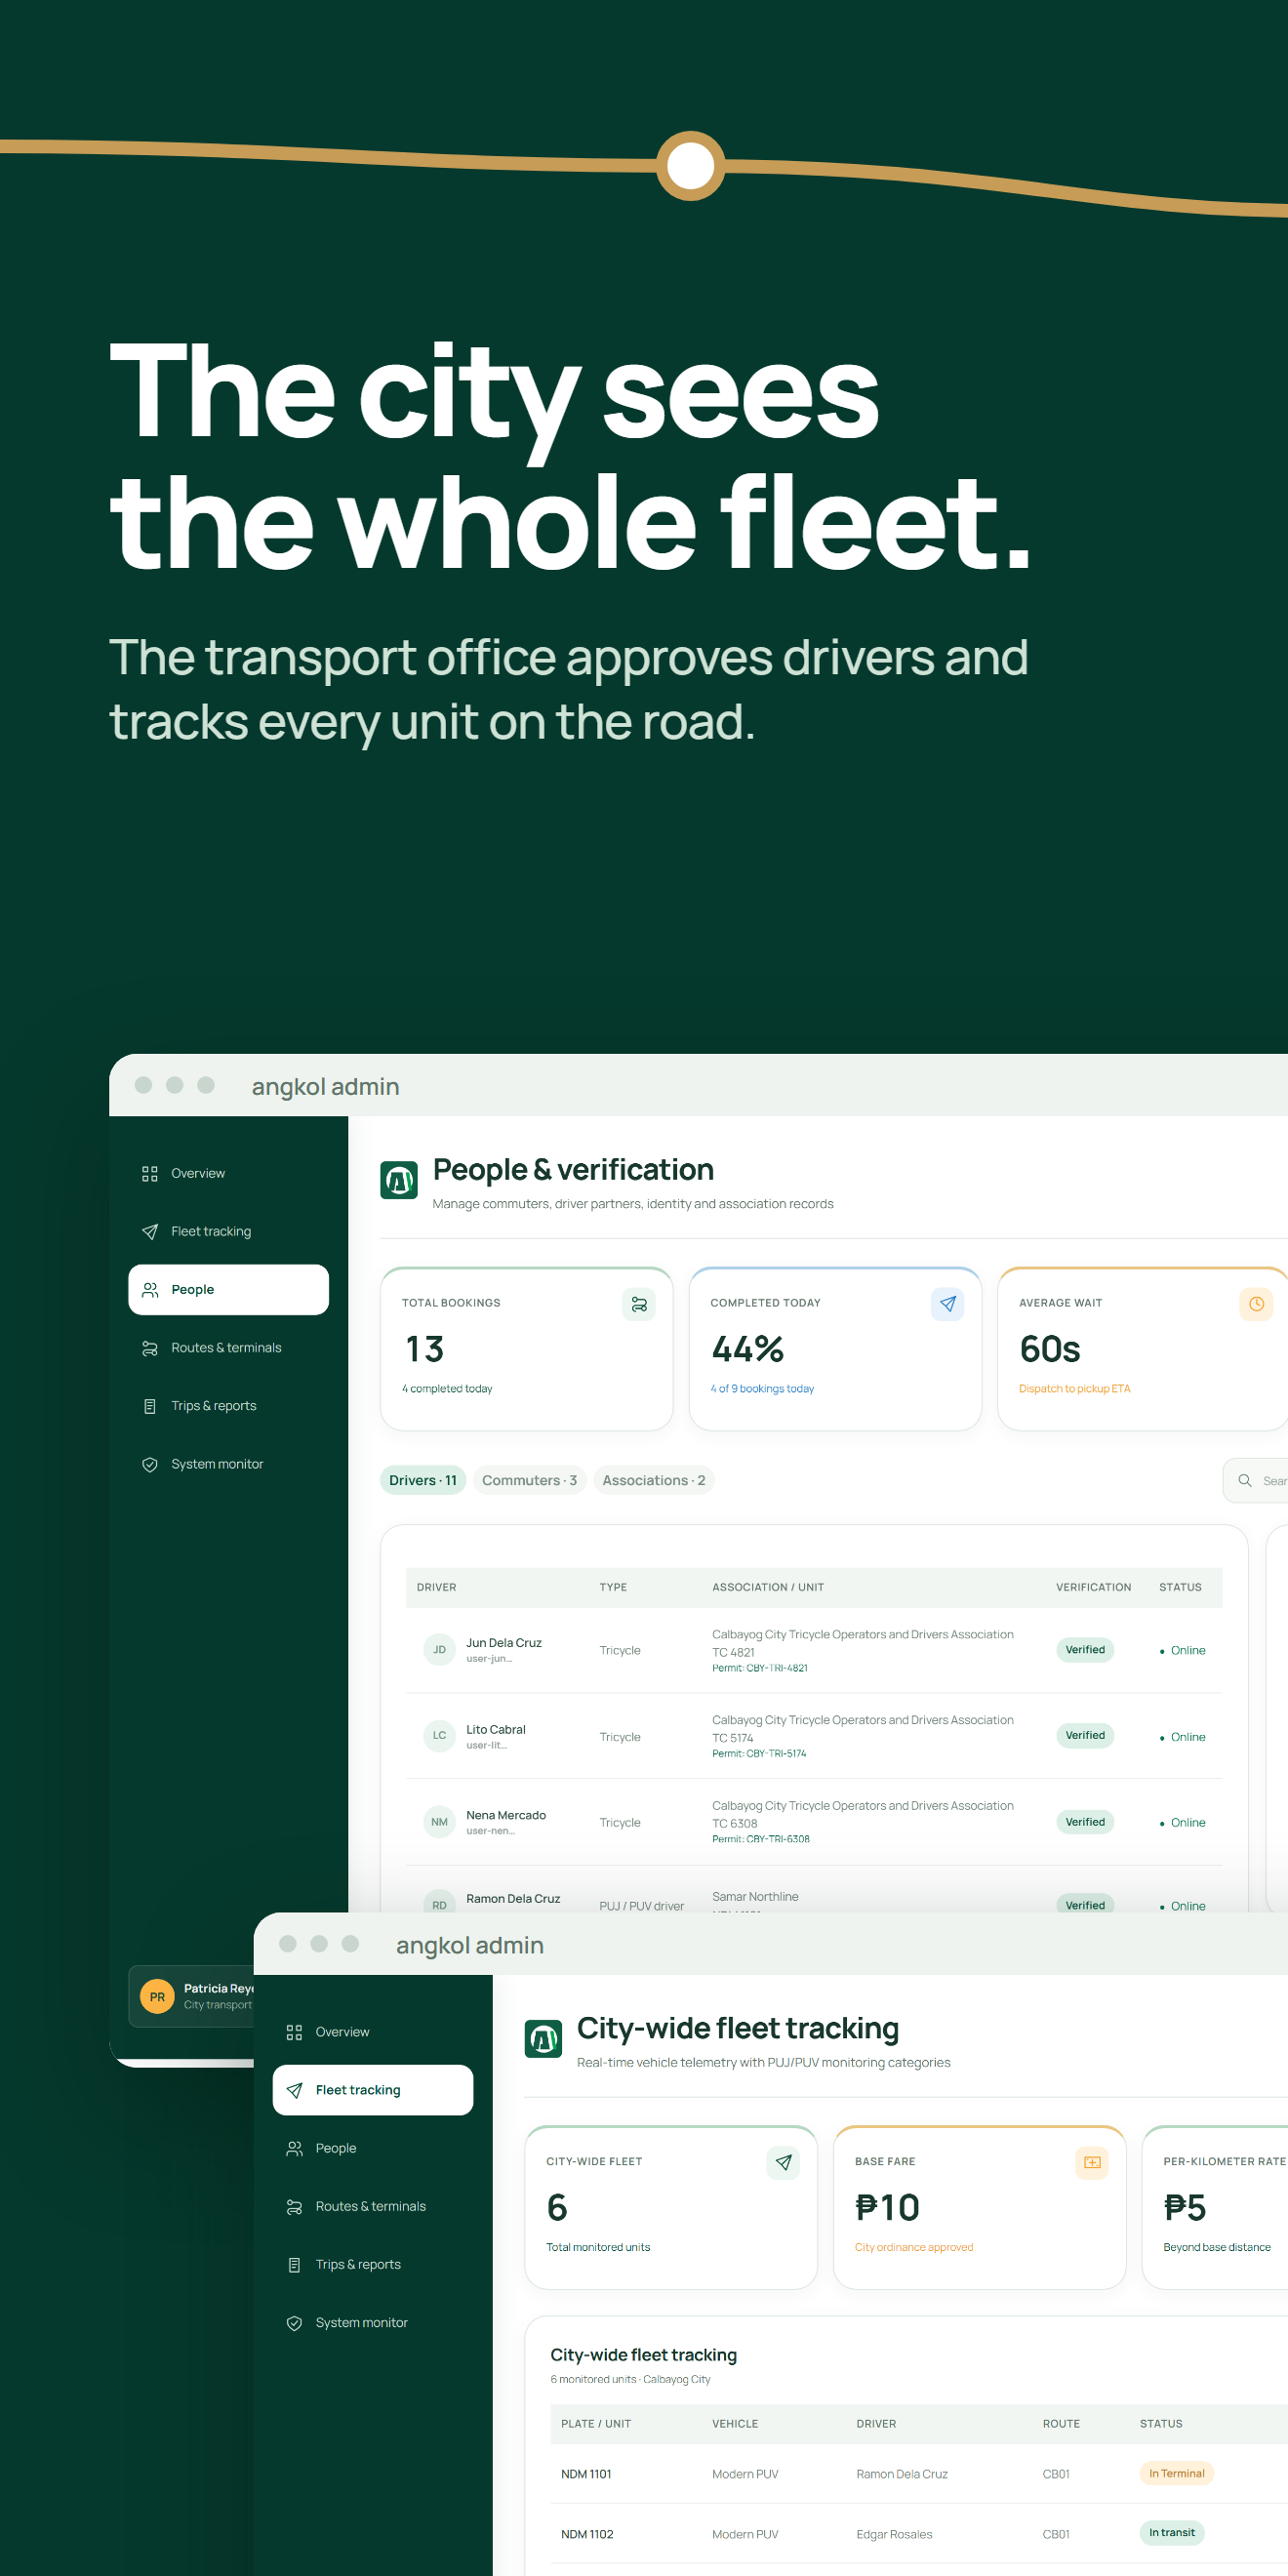 The city sees
the whole fleet.
The transport office approves drivers and
tracks every unit on the road.
angkol admin
Overview
Fleet tracking
People
Routes & terminals
Trips & reports
System monitor
PR
Patricia
City transport
People & verification
Manage commuters, driver partners, identity and association records
TOTAL BOOKINGS
13
4 completed today
COMPLETED TODAY
44%
4 of 9 bookings today
AVERAGE WAIT
60s
Dispatch to pickup ETA
Drivers · 11 Commuters · 3 Associations · 2
DRIVER TYPE ASSOCIATION / UNIT VERIFICATION STATUS
JD Jun Dela Cruz
user-jun...
Tricycle
Calbayog City Tricycle Operators and Drivers Association
TC 4821
Permit: CBY-TRI-4821
Verified
• Online
LC Lito Cabral
user-lit...
Tricycle
Calbayog City Tricycle Operators and Drivers Association
TC 5174
Permit: CBY-TRI-5174
Verified
• Online
NM Nena Mercado
user-nen...
Tricycle
Calbayog City Tricycle Operators and Drivers Association
TC 6308
Permit: CBY-TRI-6308
Verified
• Online
RD Ramon Dela Cruz
PUJ / PUV driver
Samar Northline
Verified
• Online
angkol admin
Overview
Fleet tracking
People
Routes & terminals
Trips & reports
System monitor
City-wide fleet tracking
Real-time vehicle telemetry with PUJ/PUV monitoring categories
CITY-WIDE FLEET
6
Total monitored units
BASE FARE
₱10
City ordinance approved
PER-KILOMETER RATE
₱5
Beyond base distance
City-wide fleet tracking
6 monitored units · Calbayog City
PLATE / UNIT VEHICLE DRIVER ROUTE STATUS
NDM 1101 Modern PUV Ramon Dela Cruz CB01 In Terminal
NDM 1102 Modern PUV Edgar Rosales CB01 In transit